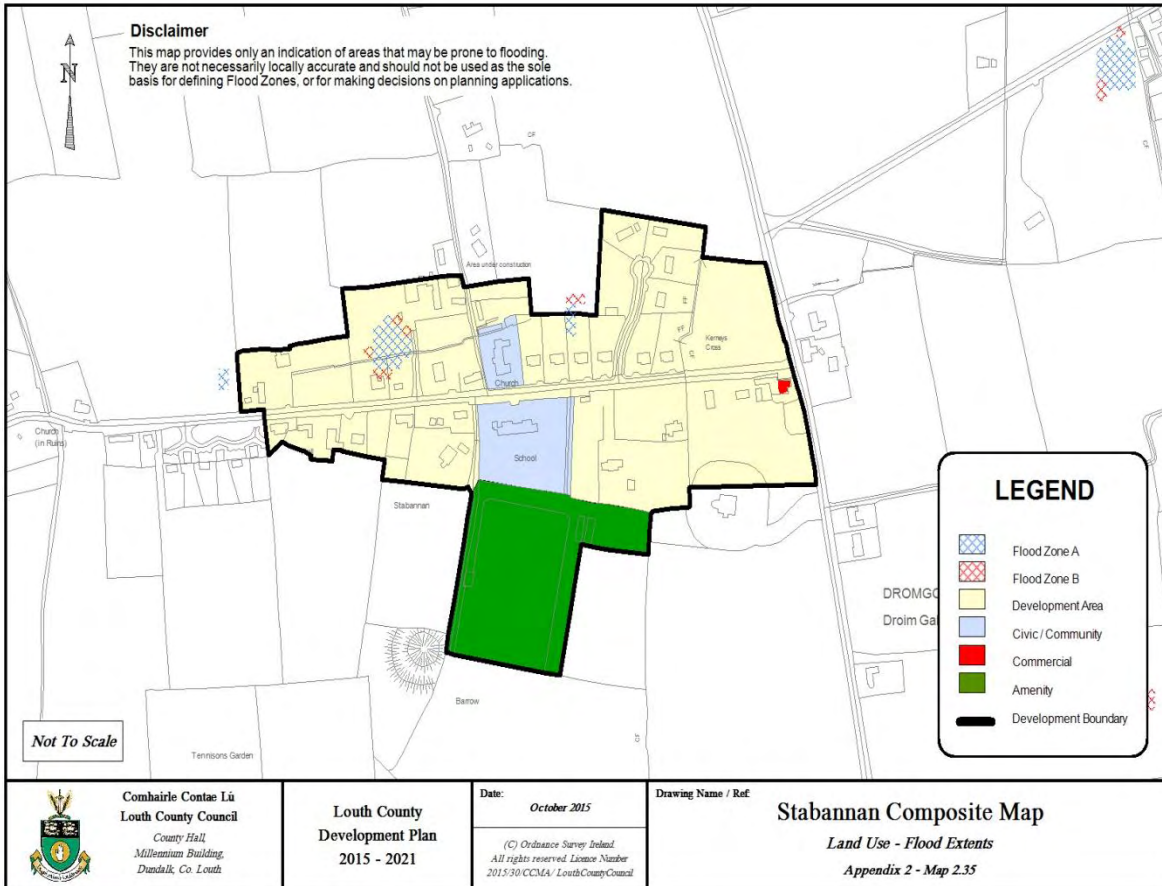 Disclaimer
This map provides only an indication of areas that may be prone to flooding.
They are not necessarily locally accurate and should not be used as the sole
basis for defining Flood Zones, or for making decisions on planning applications.
N
CF
CF
Area under construction
FF
FF
Kerneys
Cross
Church
Church
(in Ruins)
School
Stabannan
DROMGO
Droim Gal
Barrow
Tennisons Garden
CF
LEGEND
Flood Zone A
Flood Zone B
Development Area
Civic / Community
Commercial
Amenity
Development Boundary
Not To Scale
Comhairle Contae Lú
Louth County Council
County Hall,
Millennium Building,
Dundalk, Co. Louth
Louth County
Development Plan
2015 - 2021
Date:
October 2015
(C) Ordnance Survey Ireland.
All rights reserved. Licence Number
2015/30/CCMA/ LouthCountyCouncil
Drawing Name / Ref:
Stabannan Composite Map
Land Use - Flood Extents
Appendix 2 - Map 2.35